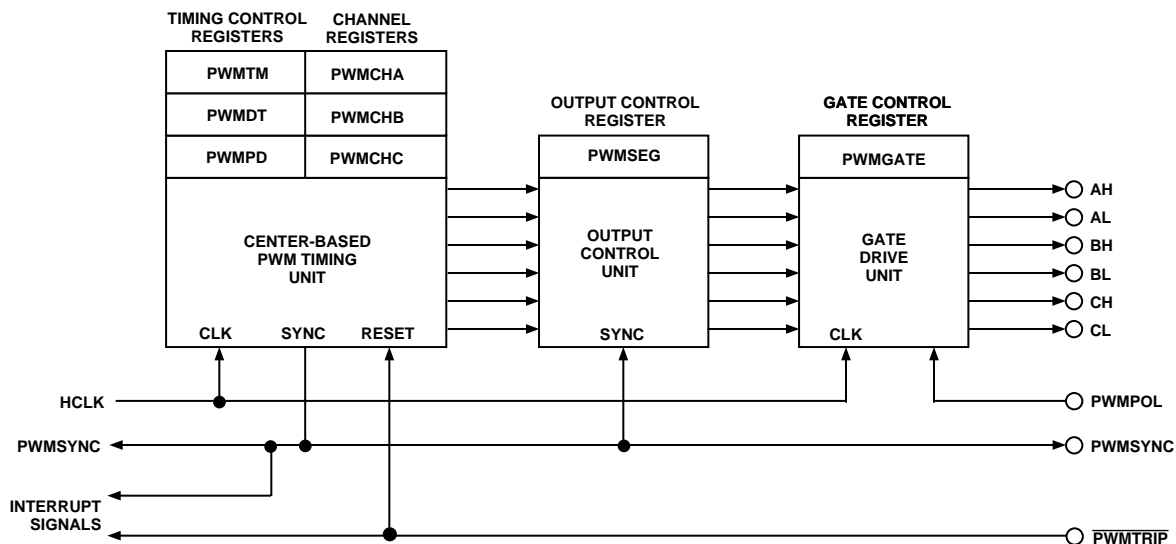 TIMING CONTROL
REGISTERS
CHANNEL
REGISTERS
PWMTM
PWMCHA
PWMDT
PWMCHB
PWMPD
PWMCHC
CENTER-BASED
PWM TIMING
UNIT
CLK
SYNC
RESET
OUTPUT CONTROL
REGISTER
PWMSEG
OUTPUT
CONTROL
UNIT
SYNC
GATE CONTROL
REGISTER
PWMGATE
GATE
DRIVE
UNIT
CLK
AH
AL
BH
BL
CH
CL
HCLK
PWMPOL
PWMSYNC
PWMSYNC
INTERRUPT
SIGNALS
PWMTRIP